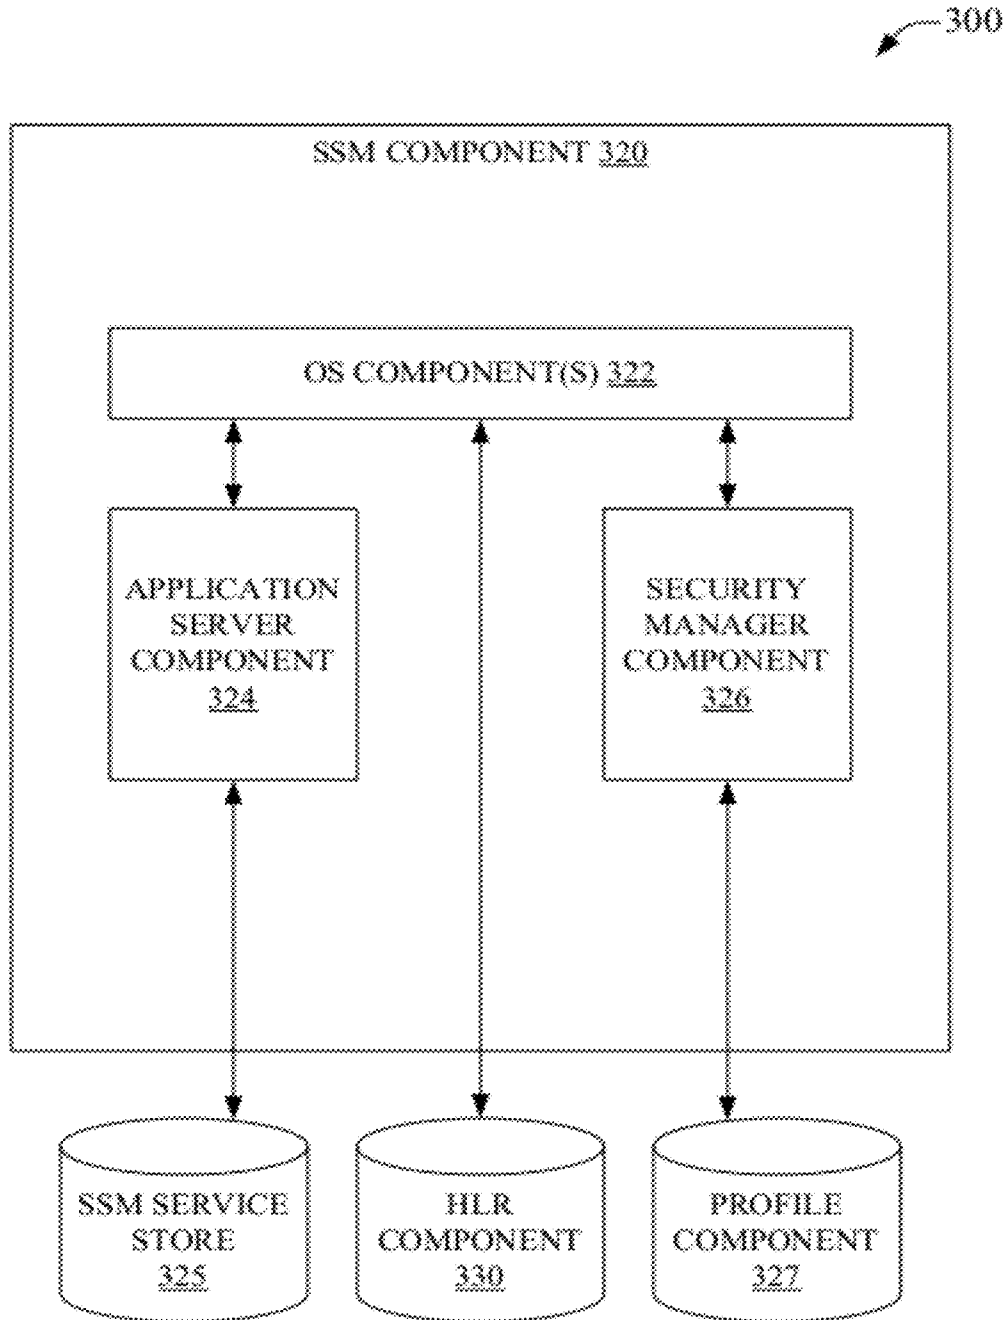 300
SSM COMPONENT 320
OS COMPONENT(S) 322
APPLICATION
SERVER
COMPONENT
324
SECURITY
MANAGER
COMPONENT
326
SSM SERVICE
STORE
325
HLR
COMPONENT
330
PROFILE
COMPONENT
327